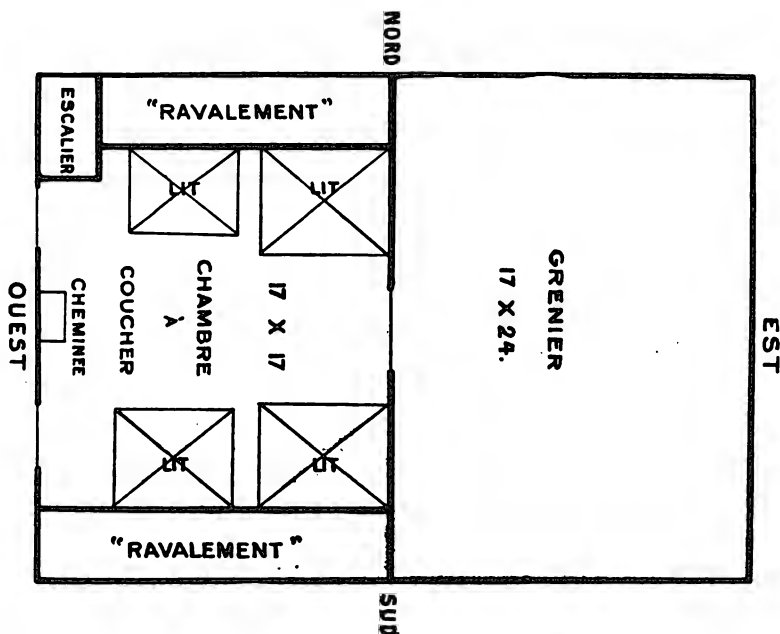 NORD
ESCALIER
"RAVALEMENT"
LIT
LIT
GRENIER
17 X 24.
EST
17 X 17
CHAMBRE
À
COUCHER
CHEMINEE
OUEST
LIT
LIT
"RAVALEMENT"
SUD